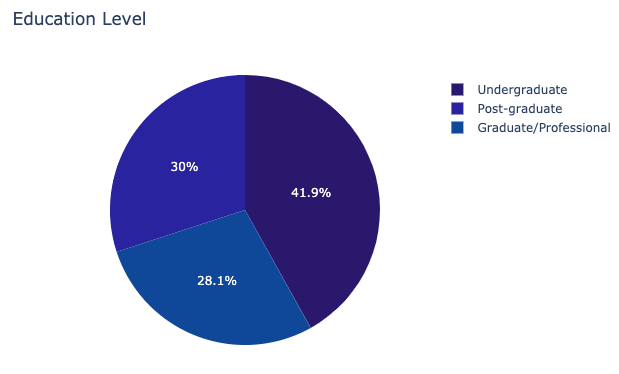 Education Level
Undergraduate
Post-graduate
Graduate/Professional
30%
41.9%
28.1%